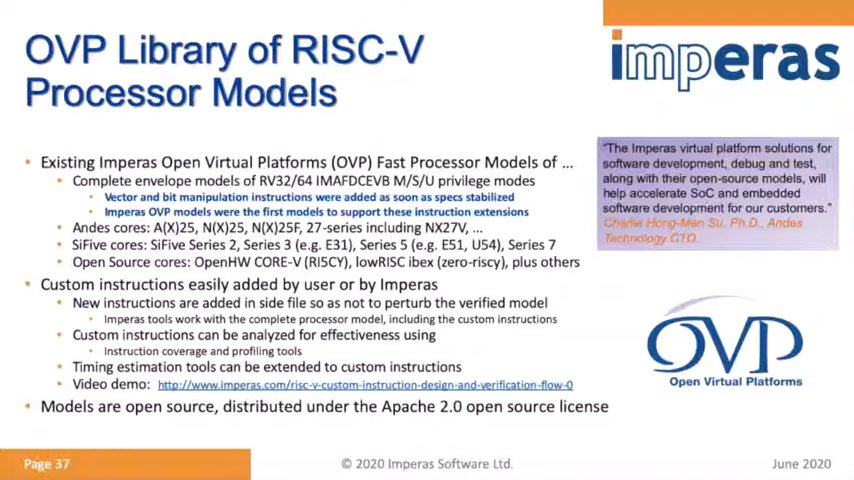 OVP Library of RISC-V
Processor Models
imperas
• Existing Imperas Open Virtual Platforms (OVP) Fast Processor Models of ...
• Complete envelope models of RV32/64 IMAFDCEVB M/S/U privilege modes
• Vector and bit manipulation instructions were added as soon as specs stabilized
• Imperas OVP models were the first models to support these instruction extensions
• Andes cores: A(X)25, N(X)25, N(X)25F, 27-series including NX27V, ...
• SiFive cores: SiFive Series 2, Series 3 (e.g. E31), Series 5 (e.g. E51, U54), Series 7
• Open Source cores: OpenHW CORE-V (RI5CY), lowRISC ibex (zero-riscy), plus others
• Custom instructions easily added by user or by Imperas
• New instructions are added in side file so as not to perturb the verified model
• Imperas tools work with the complete processor model, including the custom instructions
• Custom instructions can be analyzed for effectiveness using
• Instruction coverage and profiling tools
• Timing estimation tools can be extended to custom instructions
• Video demo: http://www.imperas.com/risc-v-custom-instruction-design-and-verification-flow-0
• Models are open source, distributed under the Apache 2.0 open source license
"The Imperas virtual platform solutions for
software development, debug and test,
along with their open-source models, will
help accelerate SoC and embedded
software development for our customers."
Charlie Hong-Men Su, Ph.D., Andes
Technology CTO.
OVP
Open Virtual Platforms
Page 37
© 2020 Imperas Software Ltd.
June 2020